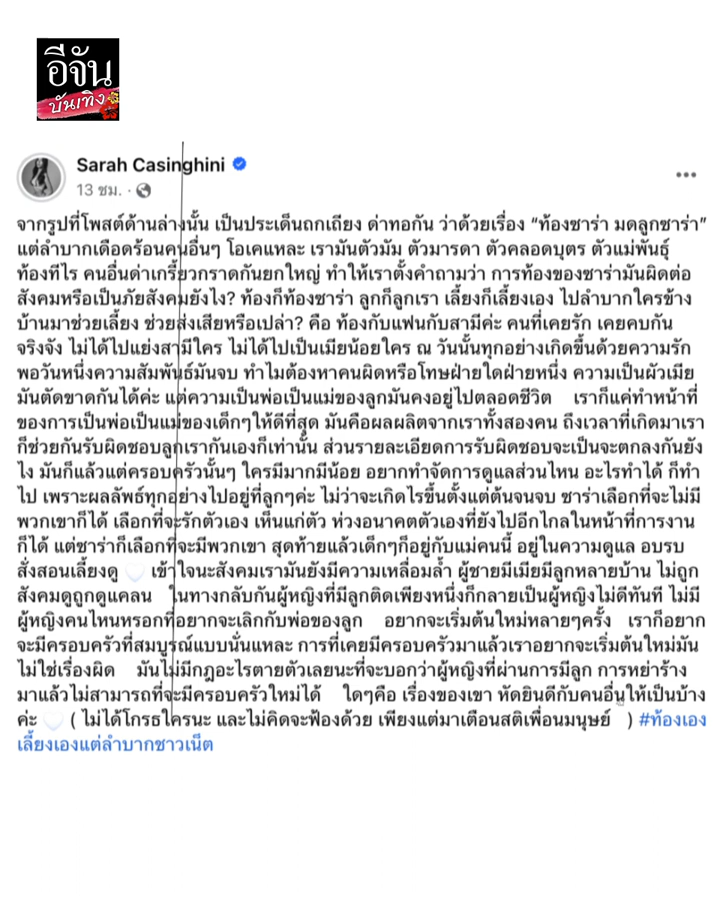 อีจัน
บันเทิง
Sarah Casinghini
13 ชม. ·
จากรูปที่โพสต์ด้านล่างนั้น เป็นประเด็นถกเถียง ด่าทอกัน ว่าด้วยเรื่อง "ท้องซาร่า มดลูกซาร่า"
แต่ลำบากเดือดร้อนคนอื่นๆ โอเคแหละ เรามันตัวมัม ตัวมารดา ตัวคลอดบุตร ตัวแม่พันธุ์
ท้องทีไร คนอื่นด่าเกรี้ยวกราดกันยกใหญ่ ทำให้เราตั้งคำถามว่า การท้องของซาร่ามันผิดต่อ
สังคมหรือเป็นภัยสังคมยังไง? ท้องก็ท้องซาร่า ลูกก็ลูกเรา เลี้ยงก็เลี้ยงเอง ไปลำบากใครข้าง
บ้านมาช่วยเลี้ยง ช่วยส่งเสียหรือเปล่า? คือ ท้องกับแฟนกับสามีค่ะ คนที่เคยรัก เคยคบกัน
จริงจัง ไม่ได้ไปแย่งสามีใคร ไม่ได้ไปเป็นเมียน้อยใคร ณ วันนั้นทุกอย่างเกิดขึ้นด้วยความรัก
พอวันหนึ่งความสัมพันธ์มันจบ ทำไมต้องหาคนผิดหรือโทษฝ่ายใดฝ่ายหนึ่ง ความเป็นผัวเมีย
มันตัดขาดกันได้ค่ะ แต่ความเป็นพ่อเป็นแม่ของลูกมันคงอยู่ไปตลอดชีวิต เราก็แค่ทำหน้าที่
ของการเป็นพ่อเป็นแม่ของเด็กๆให้ดีที่สุด มันคือผลผลิตจากเราทั้งสองคน ถึงเวลาที่เกิดมาเรา
ก็ช่วยกันรับผิดชอบลูกเรากันเองก็เท่านั้น ส่วนรายละเอียดการรับผิดชอบจะเป็นจะตกลงกันยัง
ไง มันก็แล้วแต่ครอบครัวนั้นๆ ใครมีมากมีน้อย อยากทำจัดการดูแลส่วนไหน อะไรทำได้ ก็ทำ
ไป เพราะผลลัพธ์ทุกอย่างไปอยู่ที่ลูกๆค่ะ ไม่ว่าจะเกิดไรขึ้นตั้งแต่ต้นจนจบ ซาร่าเลือกที่จะไม่มี
พวกเขาก็ได้ เลือกที่จะรักตัวเอง เห็นแก่ตัว ห่วงอนาคตตัวเองที่ยังไปอีกไกลในหน้าที่การงาน
ก็ได้ แต่ซาร่าก็เลือกที่จะมีพวกเขา สุดท้ายแล้วเด็กๆก็อยู่กับแม่คนนี้ อยู่ในความดูแล อบรบ
สั่งสอนเลี้ยงดู 🤍 เข้าใจนะสังคมเรามันยังมีความเหลื่อมล้ำ ผู้ชายมีเมียมีลูกหลายบ้าน ไม่ถูก
สังคมดูถูกดูแคลน ในทางกลับกันผู้หญิงที่มีลูกติดเพียงหนึ่งก็กลายเป็นผู้หญิงไม่ดีทันที ไม่มี
ผู้หญิงคนไหนหรอกที่อยากจะเลิกกับพ่อของลูก อยากจะเริ่มต้นใหม่หลายๆครั้ง เราก็อยาก
จะมีครอบครัวที่สมบูรณ์แบบนั่นแหละ การที่เคยมีครอบครัวมาแล้วเราอยากจะเริ่มต้นใหม่มัน
ไม่ใช่เรื่องผิด มันไม่มีกฎอะไรตายตัวเลยนะที่จะบอกว่าผู้หญิงที่ผ่านการมีลูก การหย่าร้าง
มาแล้วไม่สามารถที่จะมีครอบครัวใหม่ได้ ใดๆคือ เรื่องของเขา หัดยินดีกับคนอื่นให้เป็นบ้าง
ค่ะ 🤍 ( ไม่ได้โกรธใครนะ และไม่คิดจะฟ้องด้วย เพียงแต่มาเตือนสติเพื่อนมนุษย์ ) #ท้องเอง
เลี้ยงเองแต่ลำบากชาวเน็ต